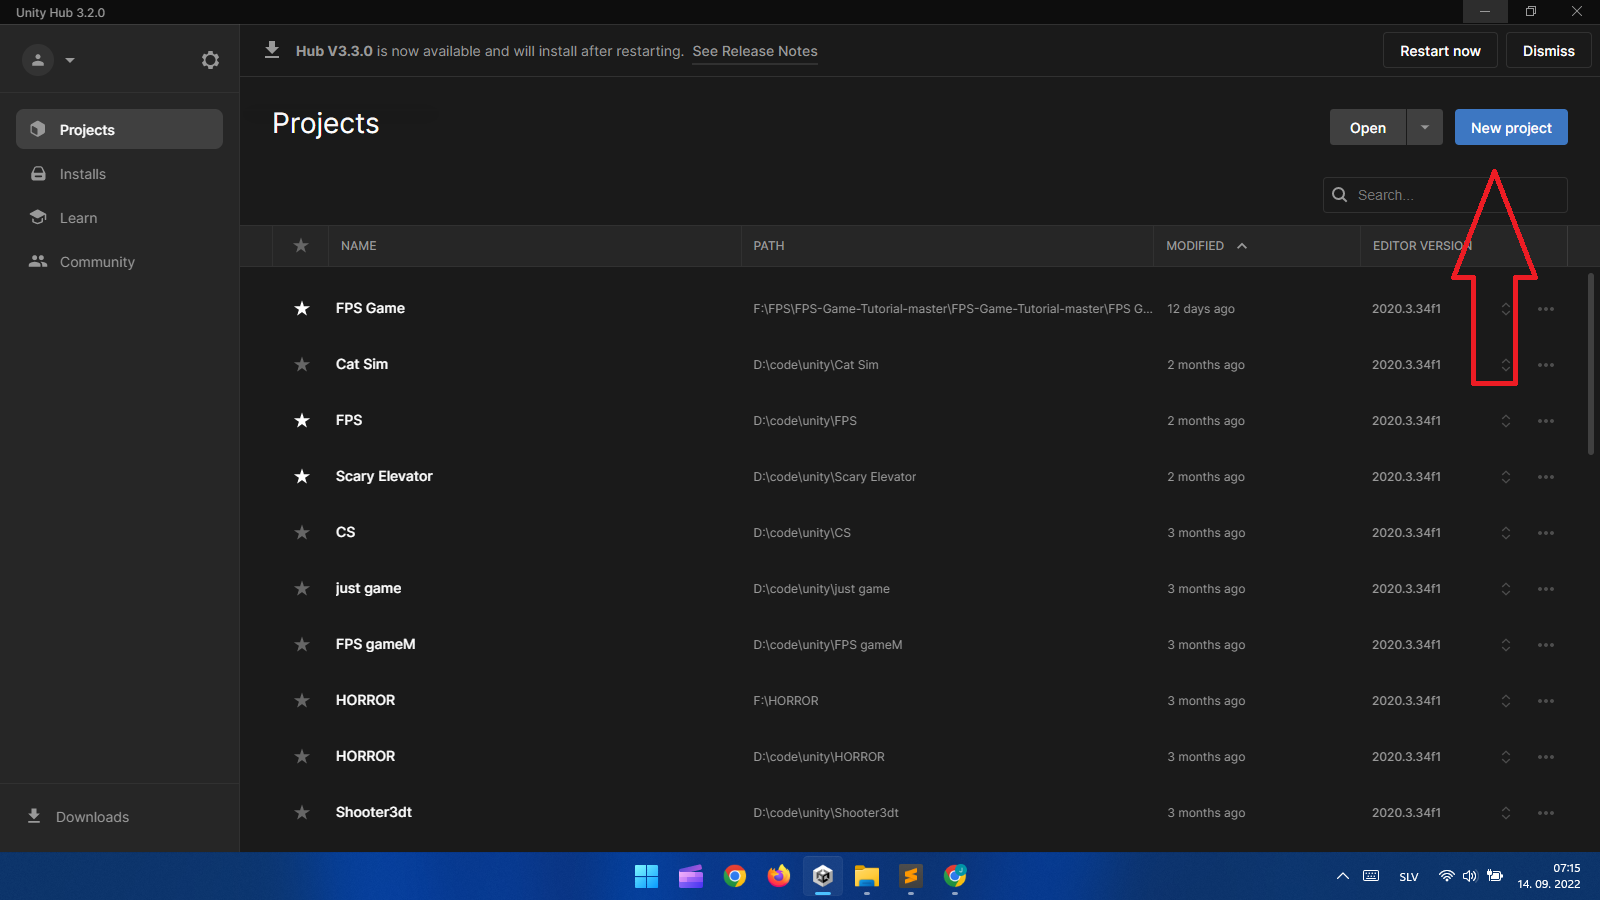 Unity Hub 3.2.0
Hub V3.3.0 is now available and will install after restarting. See Release Notes
Restart now
Dismiss
Projects
Installs
Learn
Community
Downloads
Projects
Open
New project
Search...
NAME PATH MODIFIED EDITOR VERSION
FPS Game F:\FPS\FPS-Game-Tutorial-master\FPS-Game-Tutorial-master\FPS G... 12 days ago 2020.3.34f1
Cat Sim D:\code\unity\Cat Sim 2 months ago 2020.3.34f1
FPS D:\code\unity\FPS 2 months ago 2020.3.34f1
Scary Elevator D:\code\unity\Scary Elevator 2 months ago 2020.3.34f1
CS D:\code\unity\CS 3 months ago 2020.3.34f1
just game D:\code\unity\just game 3 months ago 2020.3.34f1
FPS gameM D:\code\unity\FPS gameM 3 months ago 2020.3.34f1
HORROR F:\HORROR 3 months ago 2020.3.34f1
HORROR D:\code\unity\HORROR 3 months ago 2020.3.34f1
Shooter3dt D:\code\unity\Shooter3dt 3 months ago 2020.3.34f1
SLV
07:15
14. 09. 2022